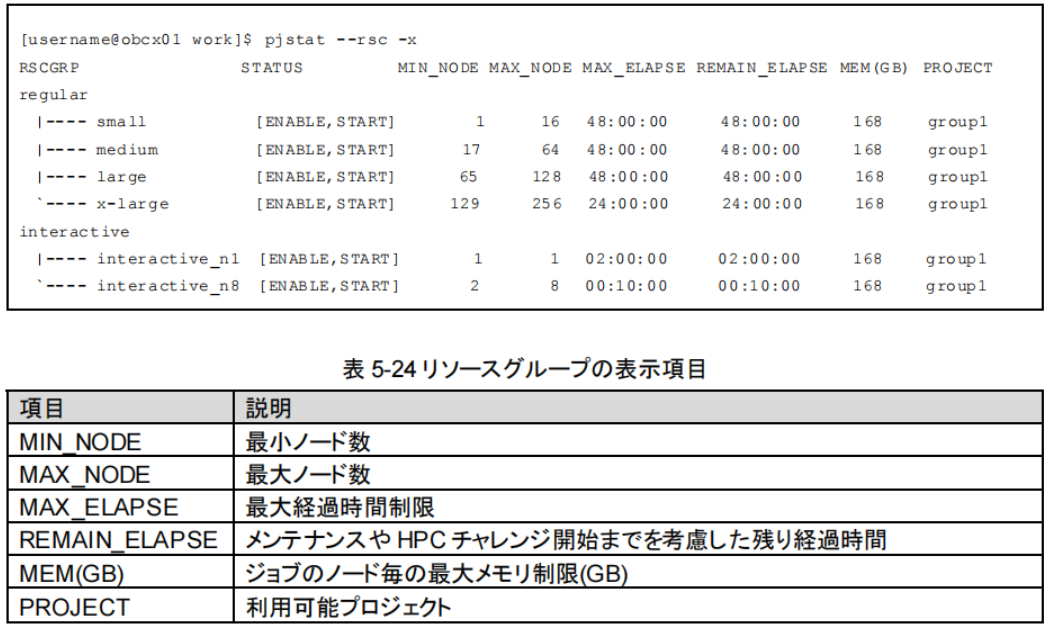 [username@obcx01 work]$ pjstat --rsc -x
RSCGRP STATUS MIN_NODE MAX_NODE MAX_ELAPSE REMAIN_ELAPSE MEM(GB) PROJECT
regular
|---- small [ENABLE,START] 1 16 48:00:00 48:00:00 168 group1
|---- medium [ENABLE,START] 17 64 48:00:00 48:00:00 168 group1
|---- large [ENABLE,START] 65 128 48:00:00 48:00:00 168 group1
`---- x-large [ENABLE,START] 129 256 24:00:00 24:00:00 168 group1
interactive
|---- interactive_n1 [ENABLE,START] 1 1 02:00:00 02:00:00 168 group1
`---- interactive_n8 [ENABLE,START] 2 8 00:10:00 00:10:00 168 group1
表 5-24 リソースグループの表示項目
項目 説明
MIN_NODE 最小ノード数
MAX_NODE 最大ノード数
MAX_ELAPSE 最大経過時間制限
REMAIN_ELAPSE メンテナンスや HPC チャレンジ開始までを考慮した残り経過時間
MEM(GB) ジョブのノード毎の最大メモリ制限(GB)
PROJECT 利用可能プロジェクト